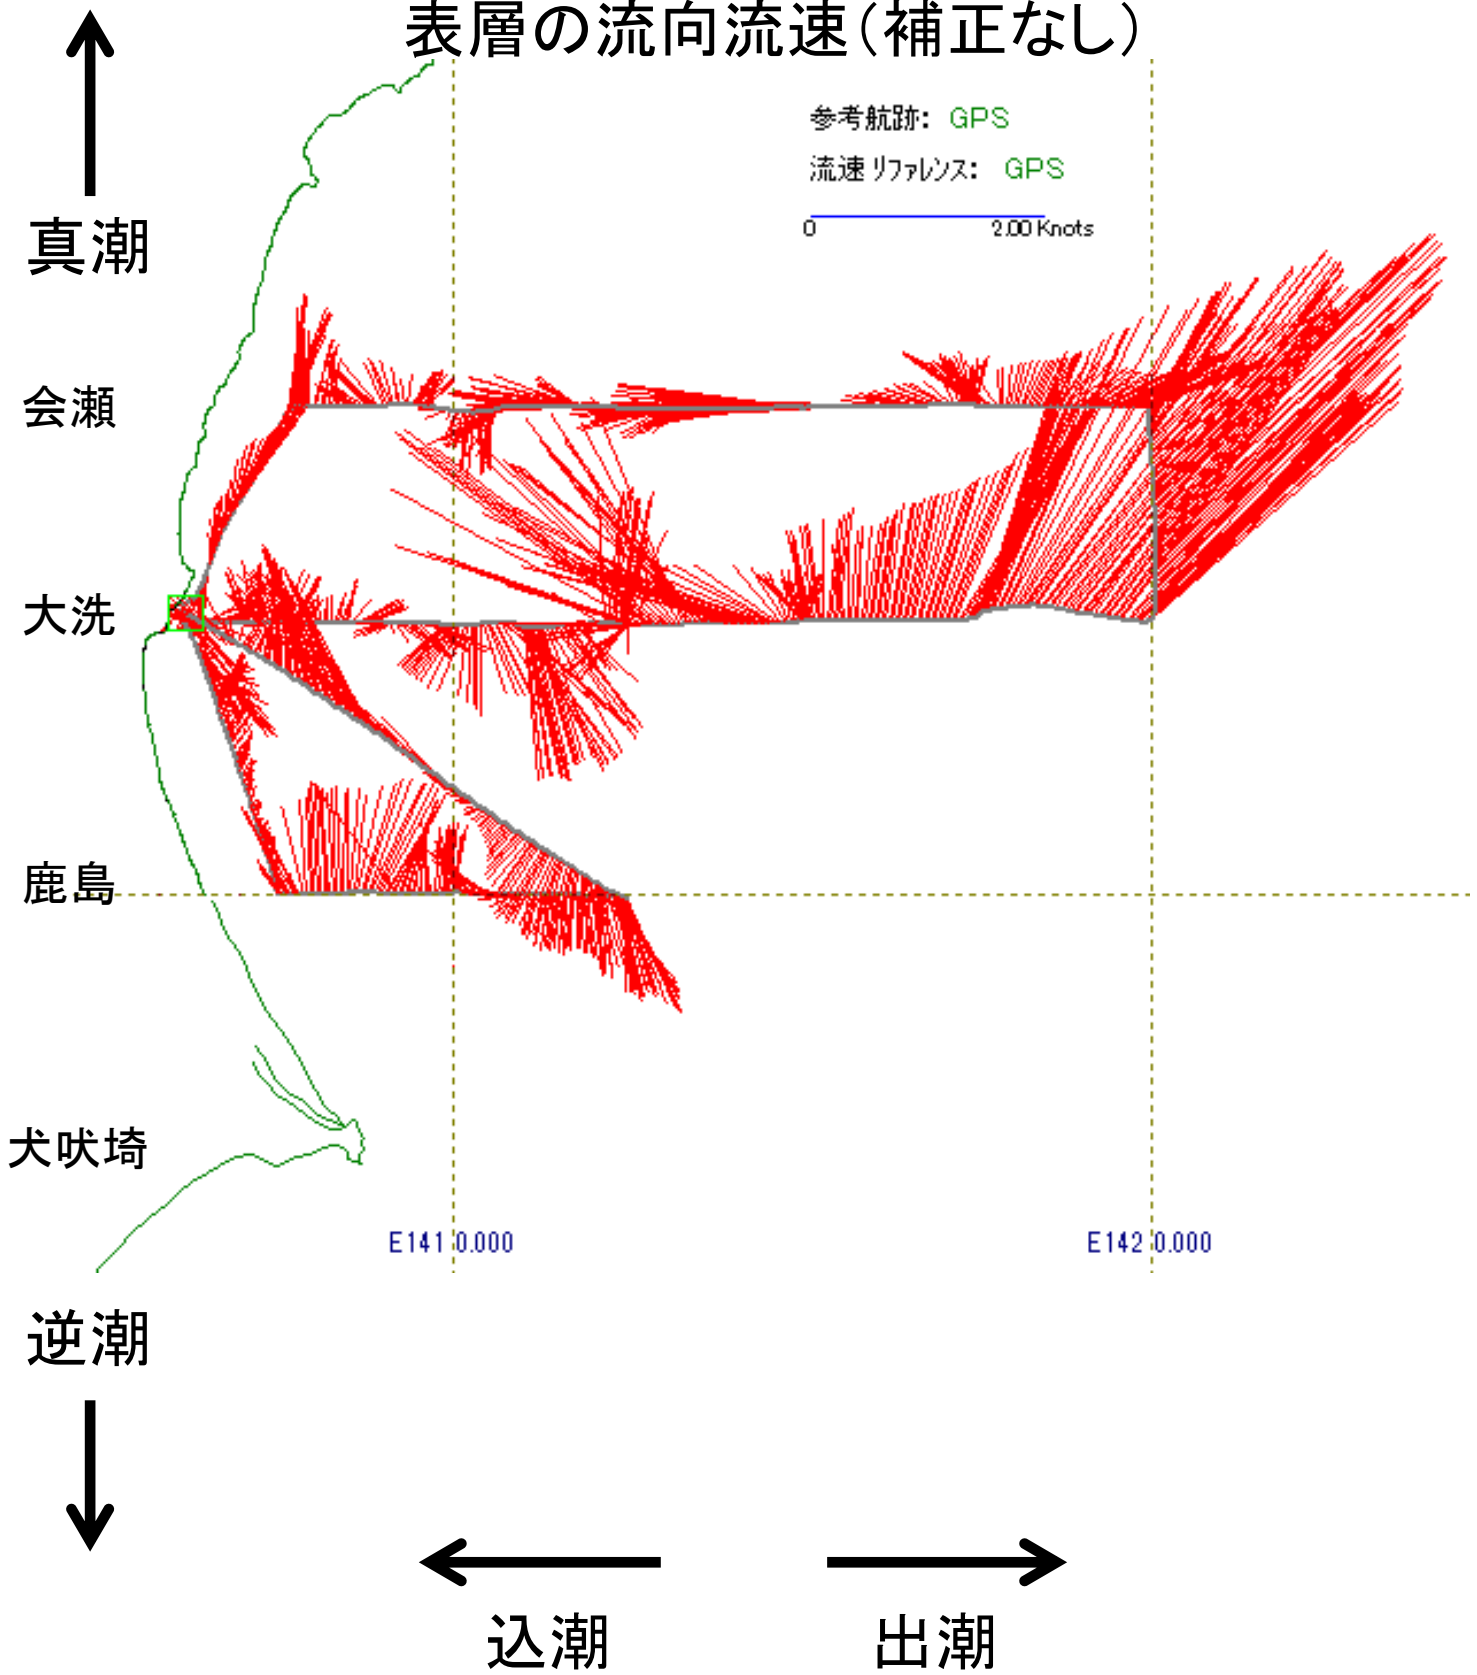 表層の流向流速(補正なし)
参考航跡: GPS
流速リファレンス: GPS
0 2.00 Knots
真潮
会瀬
大洗
鹿島
犬吠埼
E141 0.000
E142 0.000
逆潮
込潮
出潮